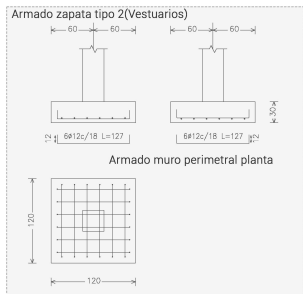 Armado zapata tipo 2(Vestuarios)
60 60 60 60
30
12 6ø12c/18 L=127 6ø12c/18 L=127 12
Armado muro perimetral planta
120
120